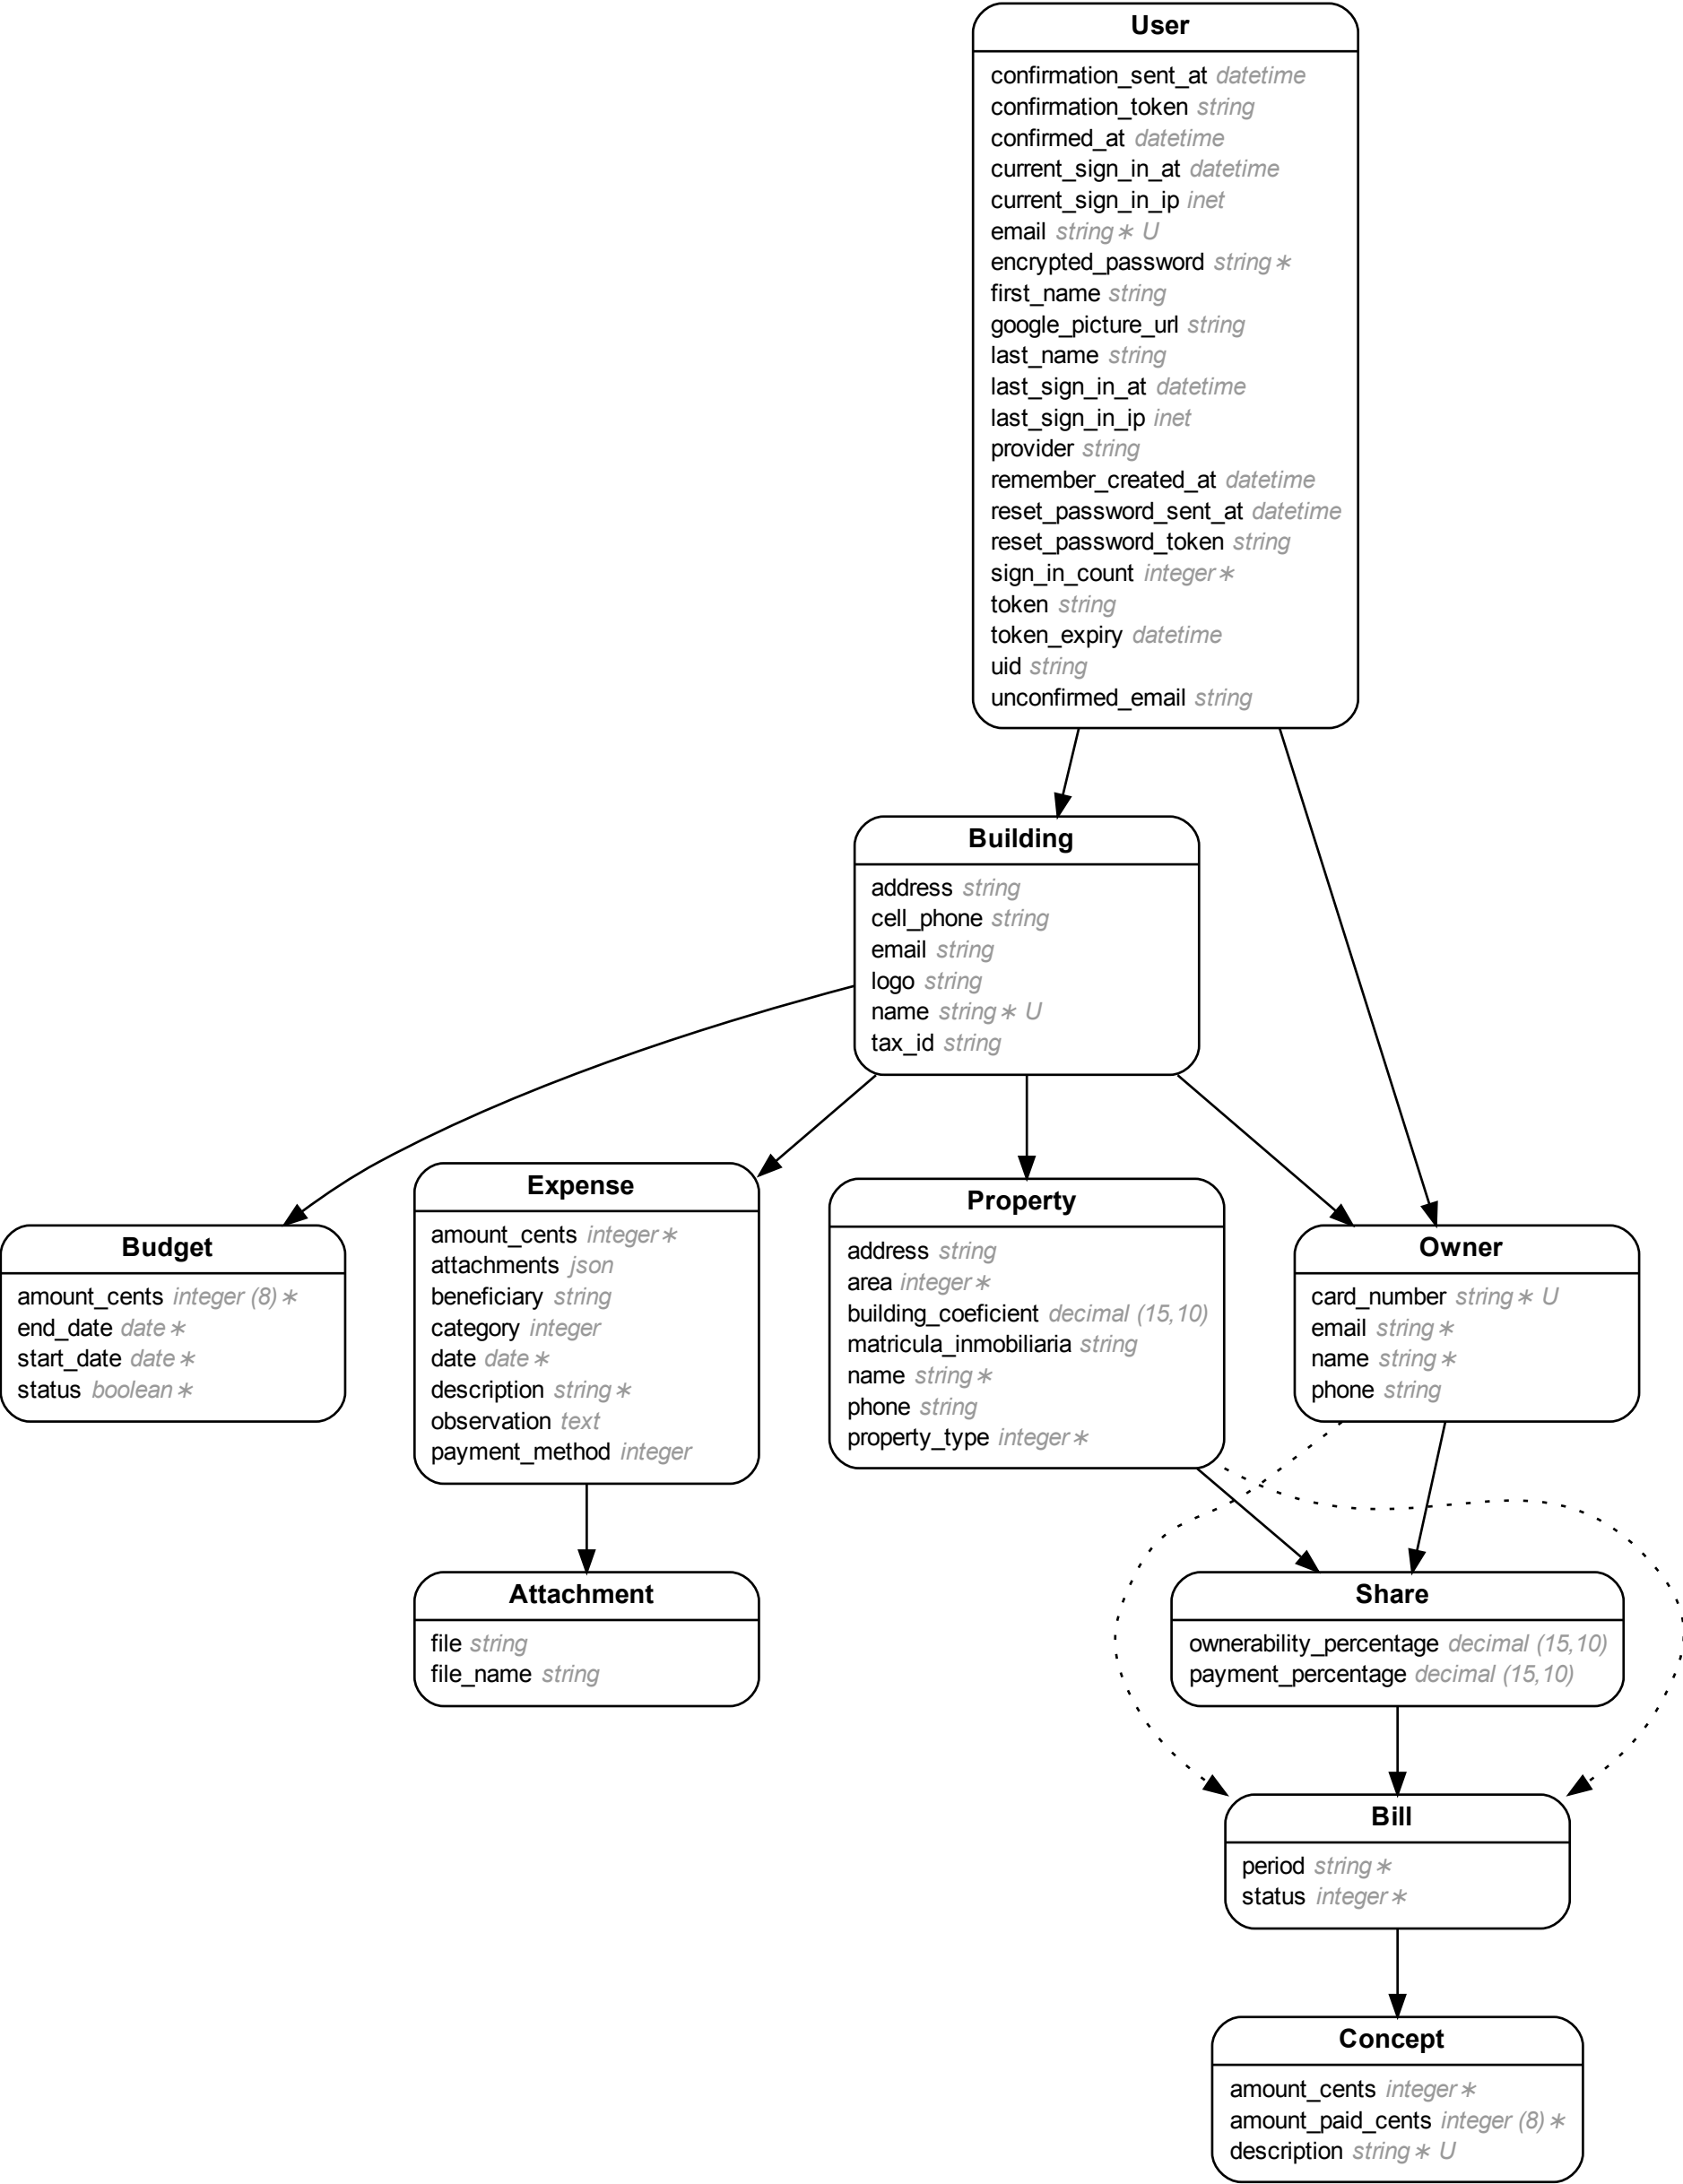 User
confirmation_sent_at datetime
confirmation_token string
confirmed_at datetime
current_sign_in_at datetime
current_sign_in_ip inet
email string∗ U
encrypted_password string∗
first_name string
google_picture_url string
last_name string
last_sign_in_at datetime
last_sign_in_ip inet
provider string
remember_created_at datetime
reset_password_sent_at datetime
reset_password_token string
sign_in_count integer∗
token string
token_expiry datetime
uid string
unconfirmed_email string
Building
address string
cell_phone string
email string
logo string
name string∗ U
tax_id string
Budget
amount_cents integer (8)∗
end_date date∗
start_date date∗
status boolean∗
Expense
amount_cents integer∗
attachments json
beneficiary string
category integer
date date∗
description string∗
observation text
payment_method integer
Property
address string
area integer∗
building_coeficient decimal (15,10)
matricula_inmobiliaria string
name string∗
phone string
property_type integer∗
Owner
card_number string∗ U
email string∗
name string∗
phone string
Attachment
file string
file_name string
Share
ownerability_percentage decimal (15,10)
payment_percentage decimal (15,10)
Bill
period string∗
status integer∗
Concept
amount_cents integer∗
amount_paid_cents integer (8)∗
description string∗ U